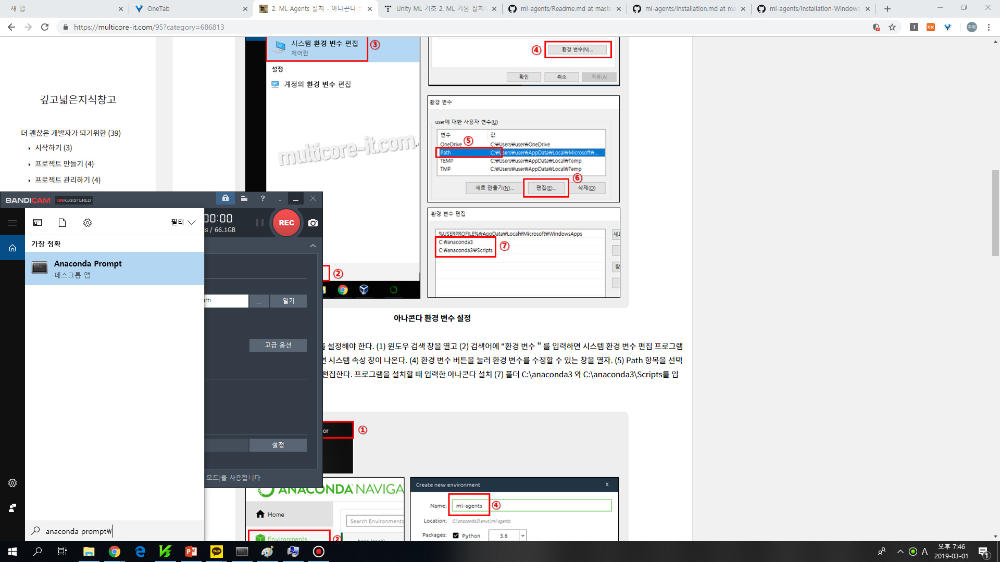 새 탭
OneTab
2. ML Agents 설치 - 아나콘다 ::
Unity ML 기초 2. ML 기본 설치
ml-agents/Readme.md at maste
ml-agents/Installation.md at ma
ml-agents/Installation-Windows
https://multicore-it.com/95?category=686813
시스템 환경 변수 편집
제어판
③
설정
계정의 환경 변수 편집
④
환경 변수(N)...
확인
취소
적용(A)
깊고넓은지식창고
더 괜찮은 개발자가 되기위한 (39)
시작하기 (3)
프로젝트 만들기 (4)
프로젝트 관리하기 (4)
multicore-it.com
환경 변수
user에 대한 사용자 변수(U)
변수
값
⑤
OneDrive
C:₩Users₩user₩OneDrive
Path
C:₩Users₩user₩AppData₩Local₩Microsoft₩...
TEMP
C:₩Users₩user₩AppData₩Local₩Temp
TMP
C:₩Users₩user₩AppData₩Local₩Temp
⑥
새로 만들기(N)...
편집(E)...
삭제(D)
환경 변수 편집
%USERPROFILE%₩AppData₩Local₩Microsoft₩WindowsApps
C:₩anaconda3
C:₩anaconda3₩Scripts
⑦
새로
찾
②
BANDICAM UNREGISTERED
00:00
s / 66.1GB
REC
필터
가장 정확
Anaconda Prompt
데스크톱 앱
...
열기
고급 옵션
설정
모드]를 사용합니다.
anaconda prompt₩
아나콘다 환경 변수 설정
를 설정해야 한다. (1) 윈도우 검색 창을 열고 (2) 검색어에 “환경 변수 " 를 입력하면 시스템 환경 변수 편집 프로그램
면 시스템 속성 창이 나온다. (4) 환경 변수 버튼을 눌러 환경 변수를 수정할 수 있는 창을 열자. (5) Path 항목을 선택
편집한다. 프로그램을 설치할 때 입력한 아나콘다 설치 (7) 폴더 C:\anaconda3 와 C:\anaconda3\Scripts를 입
or
①
ANACONDA NAVIGA
Home
Environments
②
Search Environments
base (root)
Create new environment
X
Name:
ml-agents
④
Location:
C:\anaconda3\envs\ml-agents
Packages:
Python
3.6
TALK
A
오후 7:46
2019-03-01
1